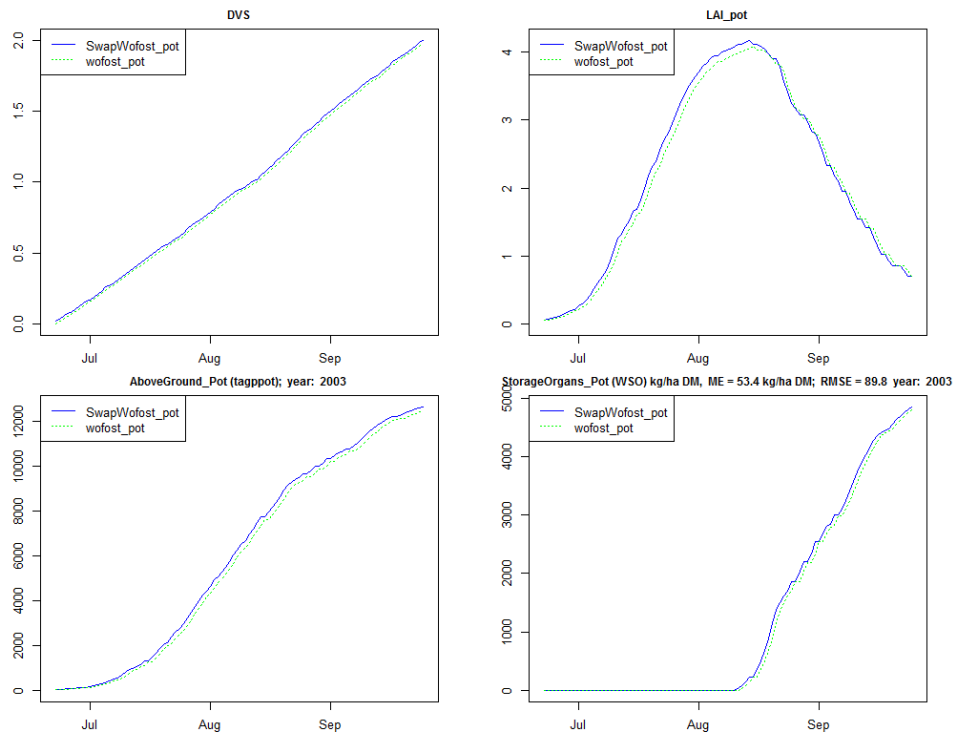 DVS
SwapWofost_pot
wofost_pot
2.0
1.5
1.0
0.5
0.0
Jul
Aug
Sep
LAI_pot
SwapWofost_pot
wofost_pot
4
3
2
1
0
Jul
Aug
Sep
AboveGround_Pot (tagppot);  year:  2003
SwapWofost_pot
wofost_pot
12000
10000
8000
6000
4000
2000
0
Jul
Aug
Sep
StorageOrgans_Pot (WSO) kg/ha DM,  ME = 53.4 kg/ha DM;  RMSE = 89.8  year:  2003
SwapWofost_pot
wofost_pot
5000
4000
3000
2000
1000
0
Jul
Aug
Sep